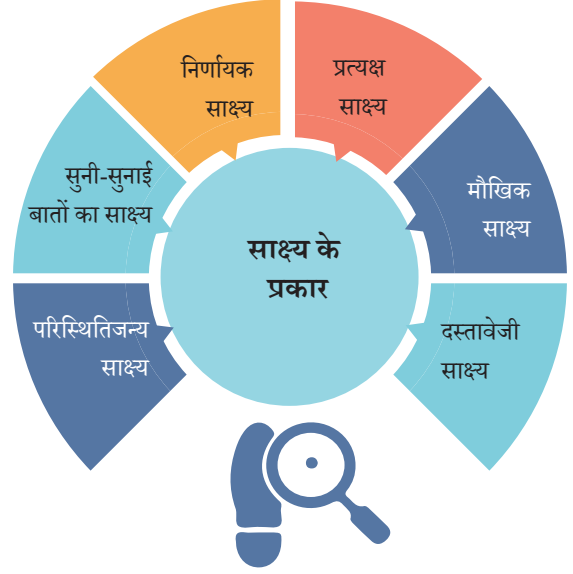 निर्णायक
साक्ष्य
प्रत्यक्ष
साक्ष्य
सुनी-सुनाई
बातों का साक्ष्य
मौखिक
साक्ष्य
साक्ष्य के
प्रकार
परिस्थितिजन्य
साक्ष्य
दस्तावेजी
साक्ष्य